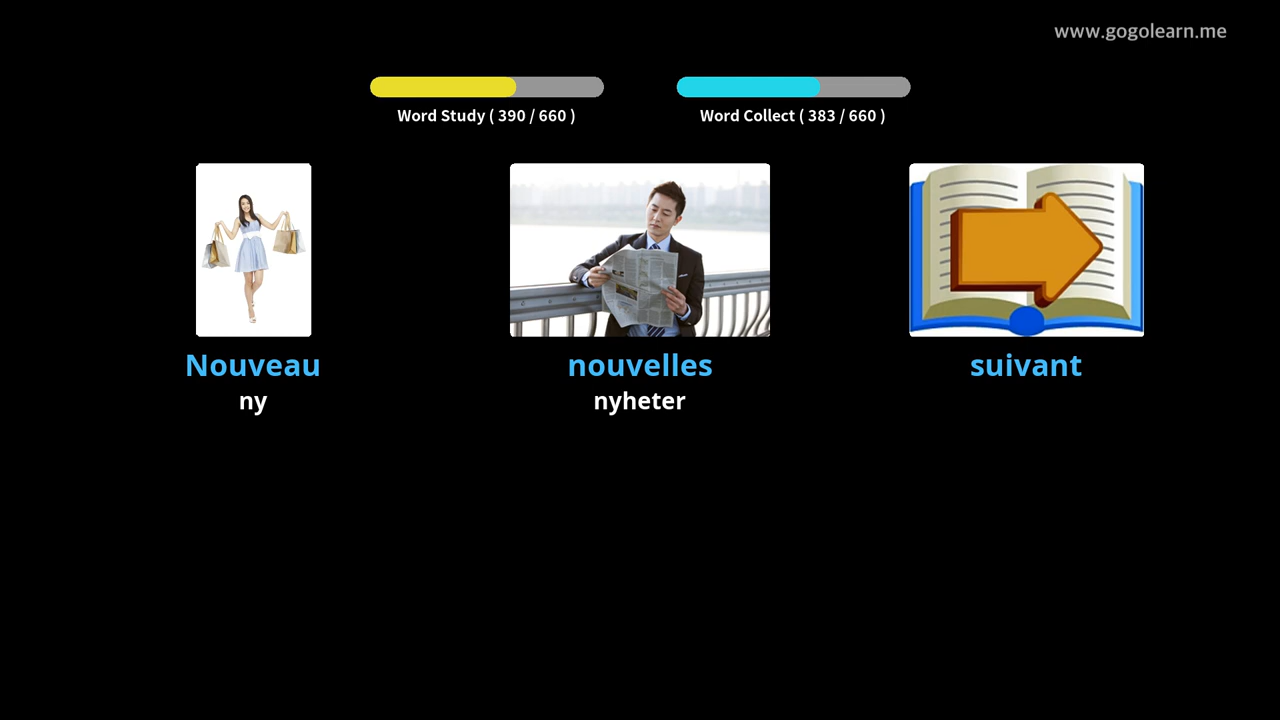 www.gogolearn.me
Word Study ( 390 / 660 )
Word Collect ( 383 / 660 )
Nouveau
ny
nouvelles
nyheter
suivant